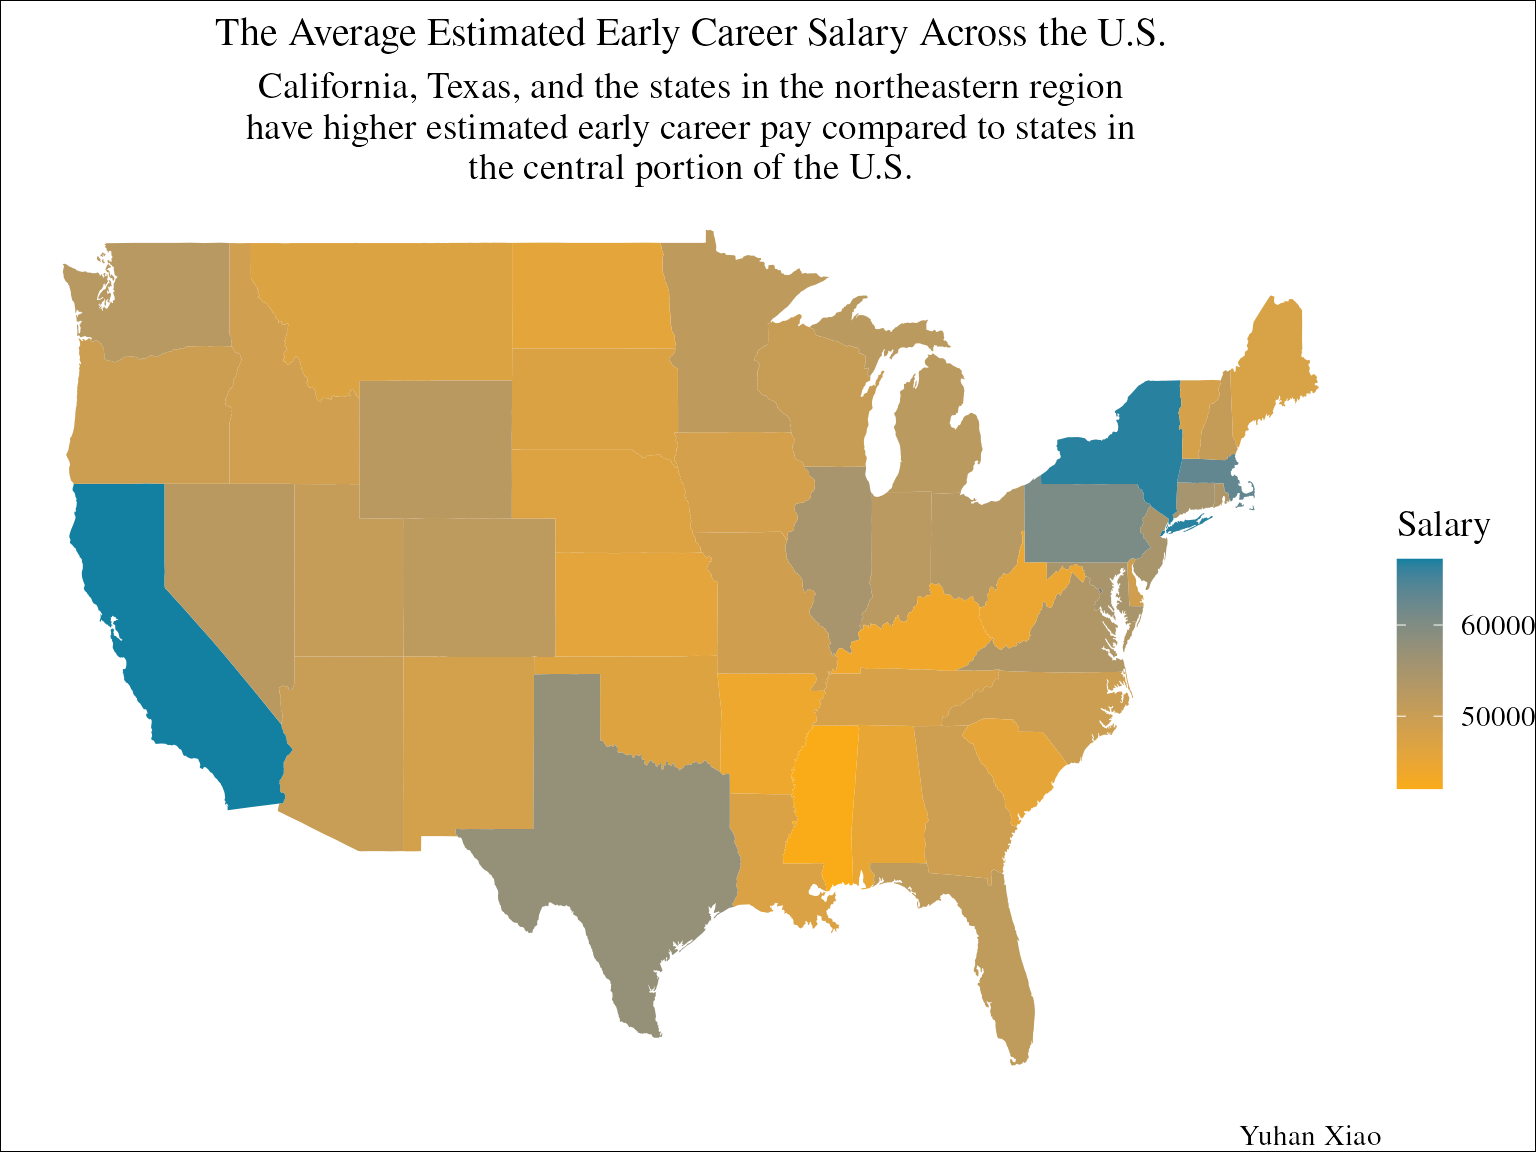 The Average Estimated Early Career Salary Across the U.S.
California, Texas, and the states in the northeastern region
have higher estimated early career pay compared to states in
the central portion of the U.S.
Salary
60000
50000
Yuhan Xiao